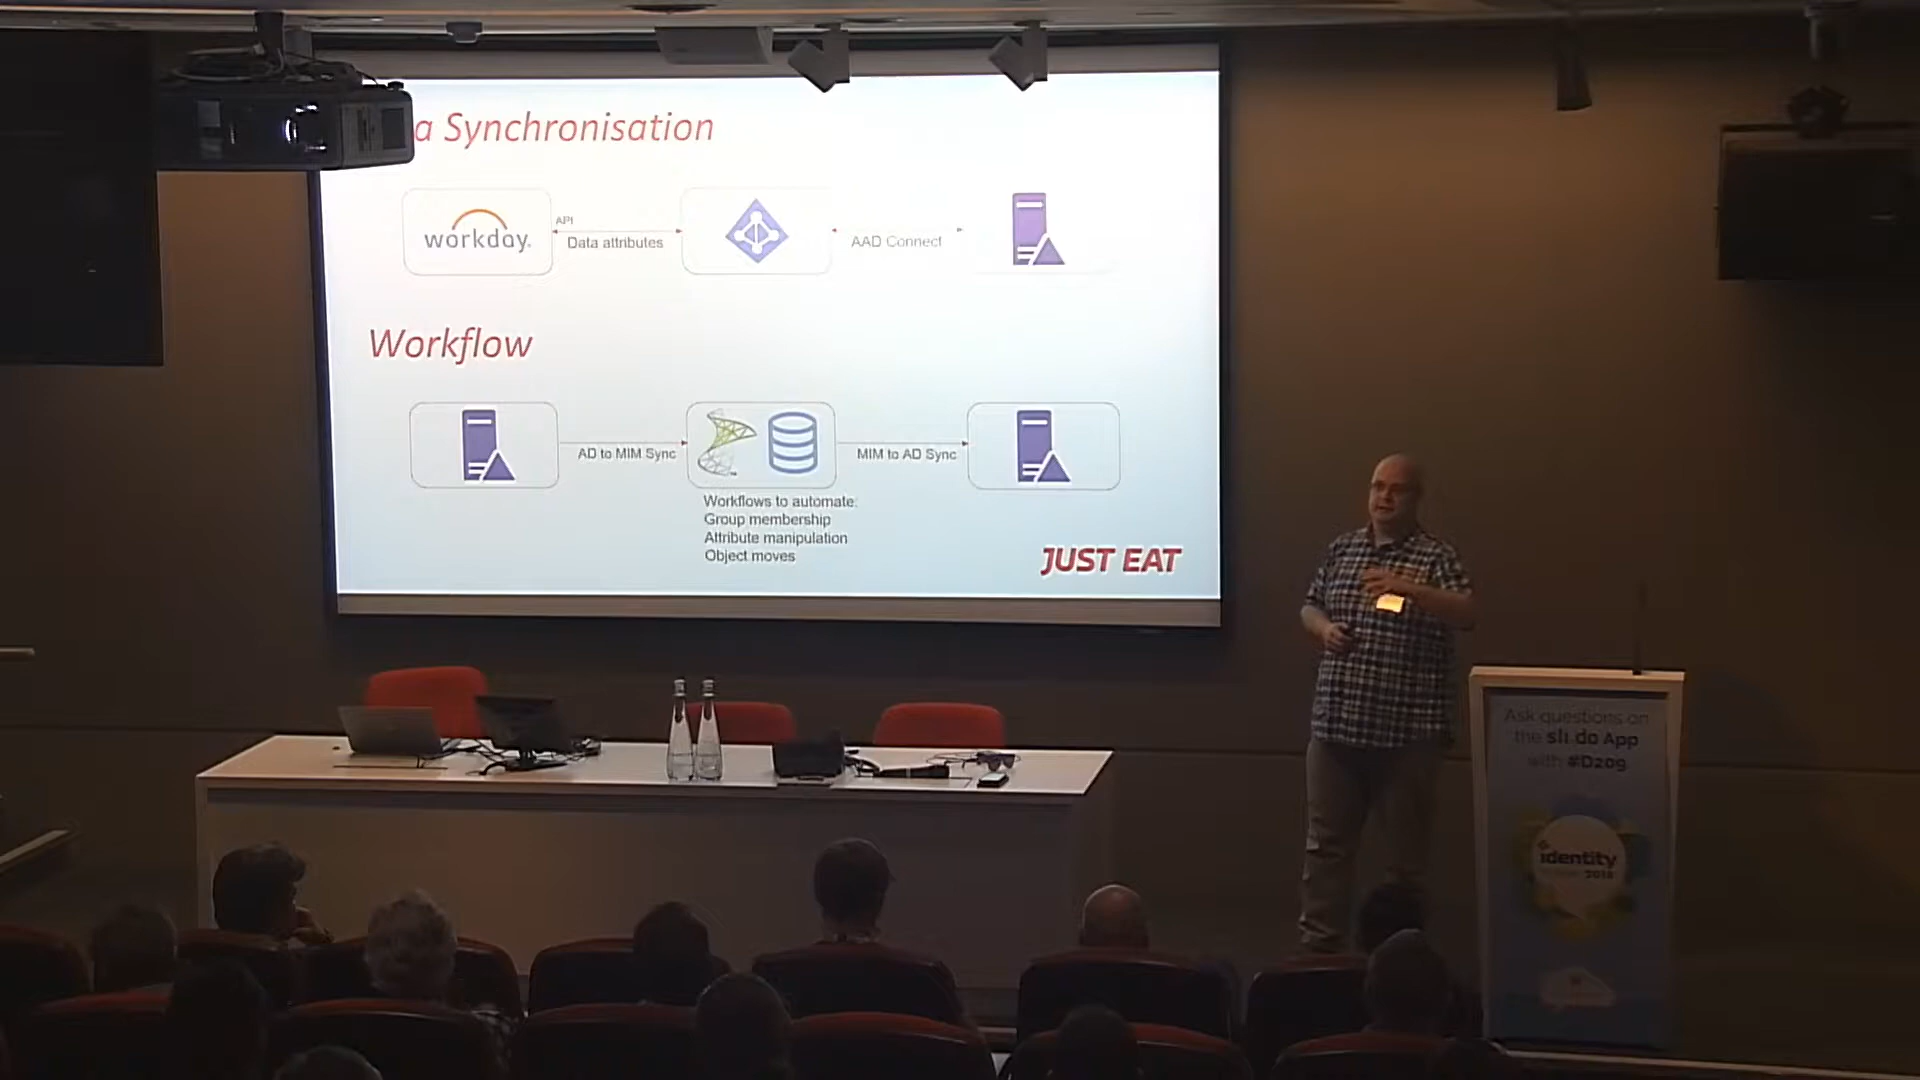 a Synchronisation
workday.
API
Data attributes
AAD Connect
Workflow
AD to MIM Sync
MIM to AD Sync
Workflows to automate:
Group membership
Attribute manipulation
Object moves
JUST EAT
Ask questions on
the sli.do App
with #D209
identity
2018